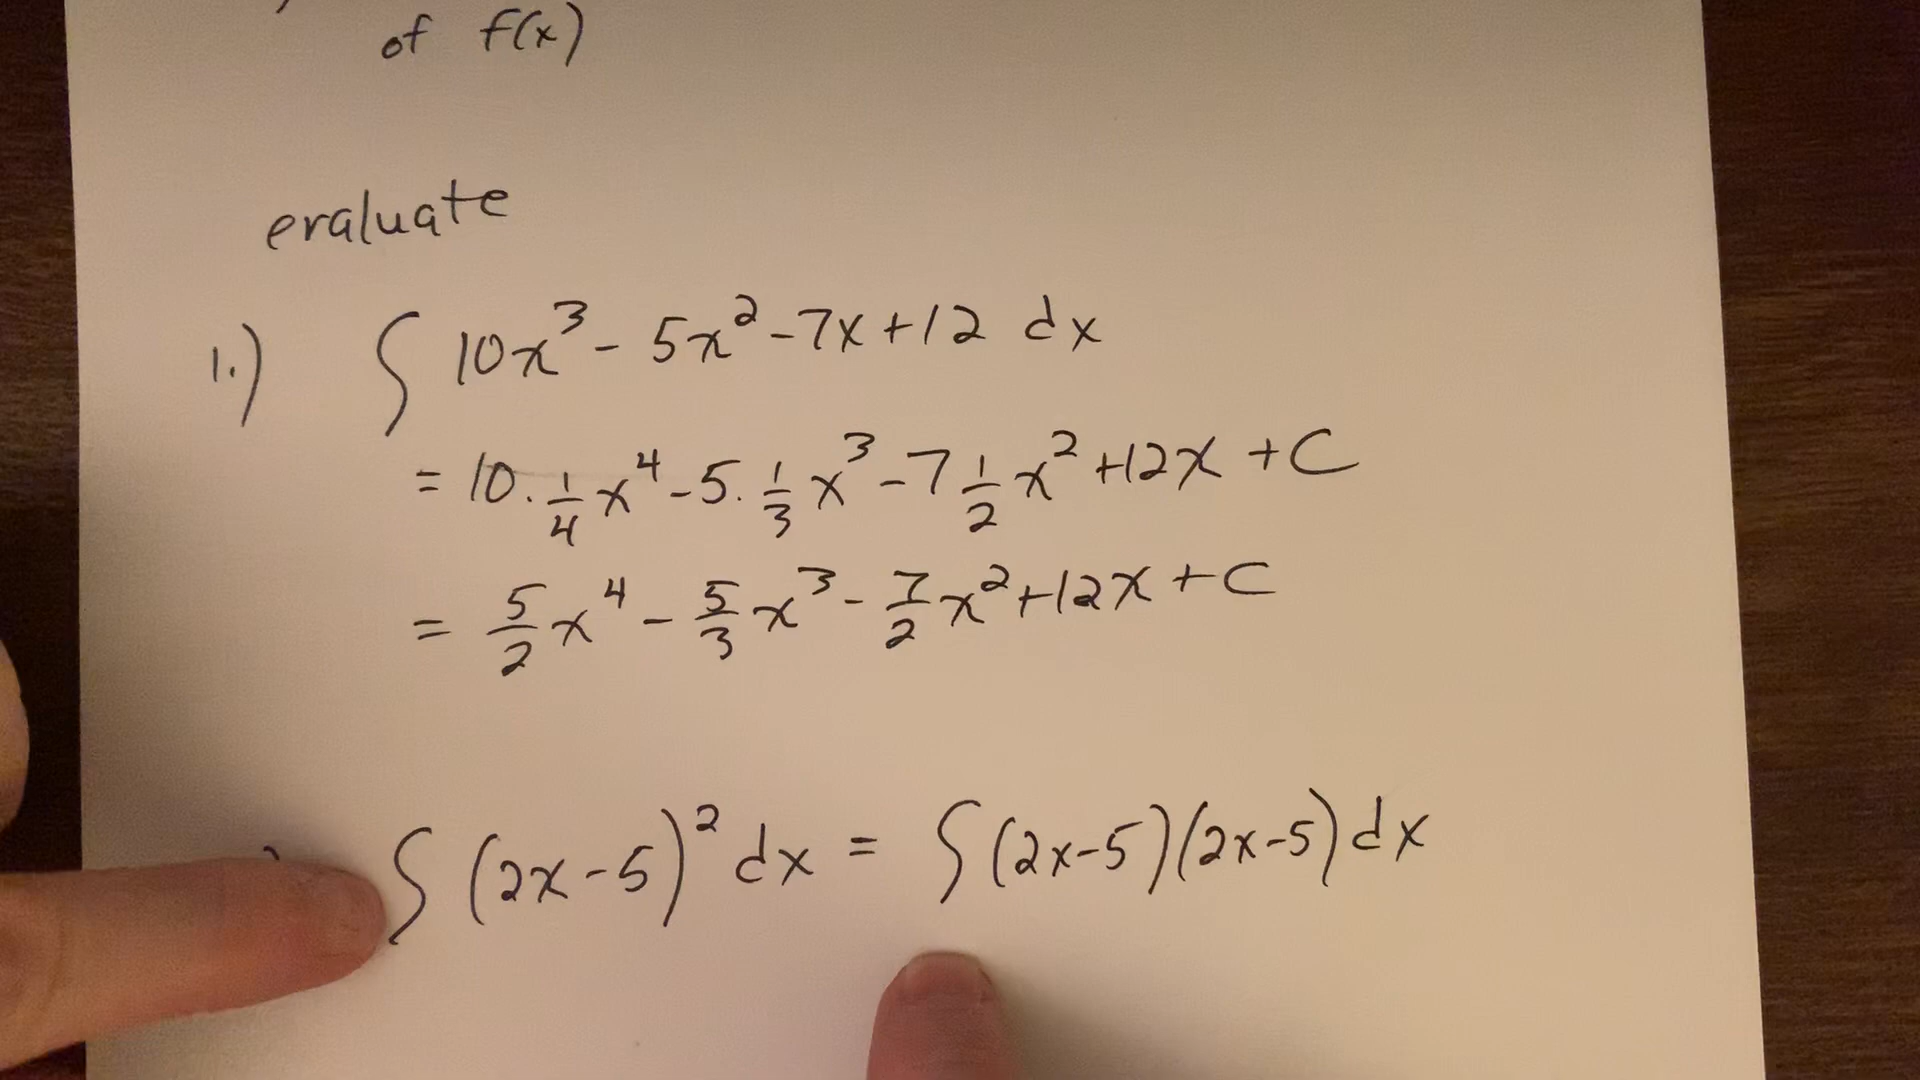 of f(x)
evaluate
1.) ∫ 10x³ - 5x² - 7x + 12 dx
= 10 · 1/4 x⁴ - 5 · 1/3 x³ - 7 1/2 x² + 12x + C
= 5/2 x⁴ - 5/3 x³ - 7/2 x² + 12x + C
∫ (2x - 5)² dx = ∫ (2x - 5)(2x - 5) dx